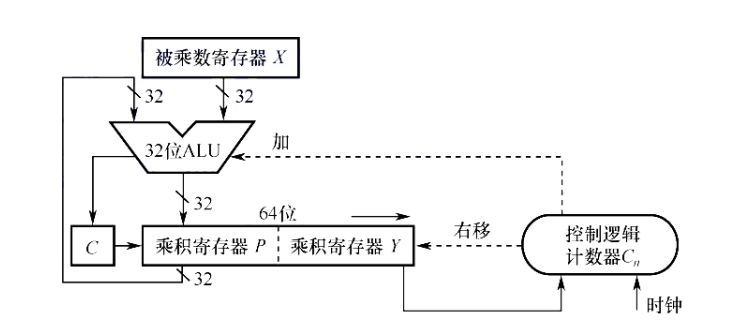 被乘数寄存器 X
32
32
32位ALU
加
32
64位
C
乘积寄存器 P
乘积寄存器 Y
右移
控制逻辑
计数器Cn
32
时钟